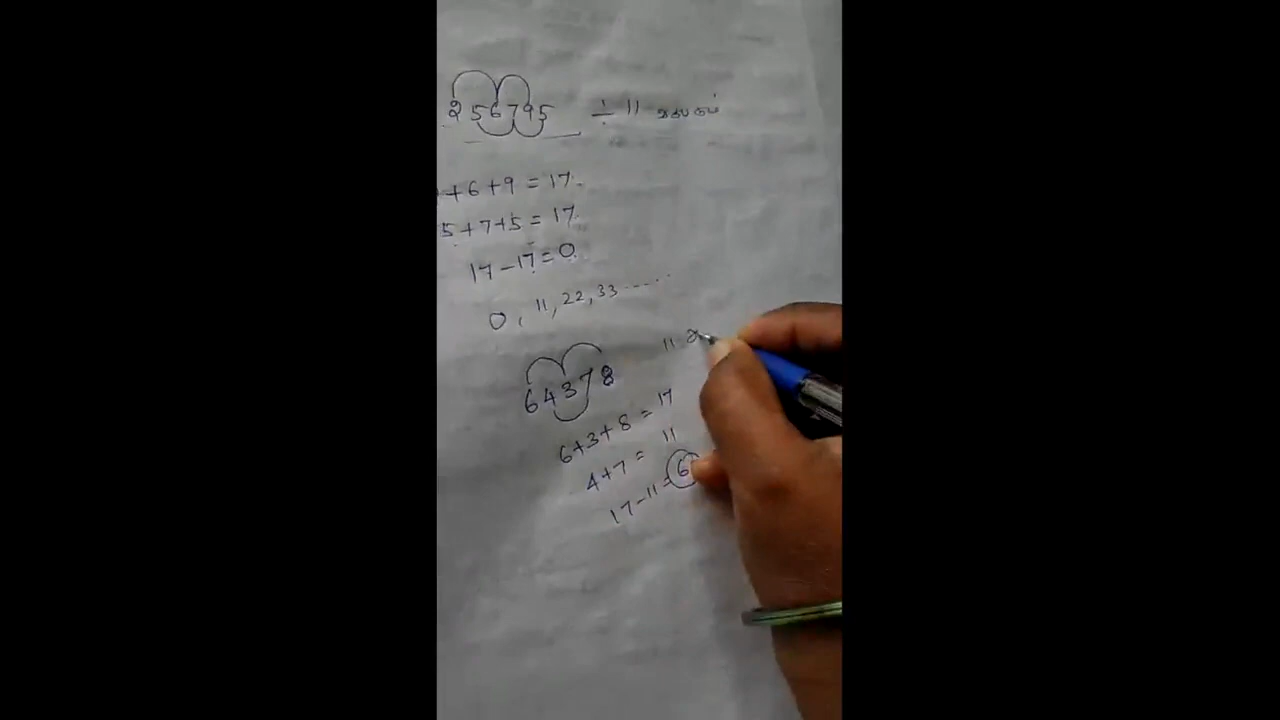 256795 ÷ 11
+6+9 = 17
5+7+5 = 17
17-17=0
0, 11, 22, 33 ......
11
64378
6+3+8 = 17
4+7 = 11
17-11= 6